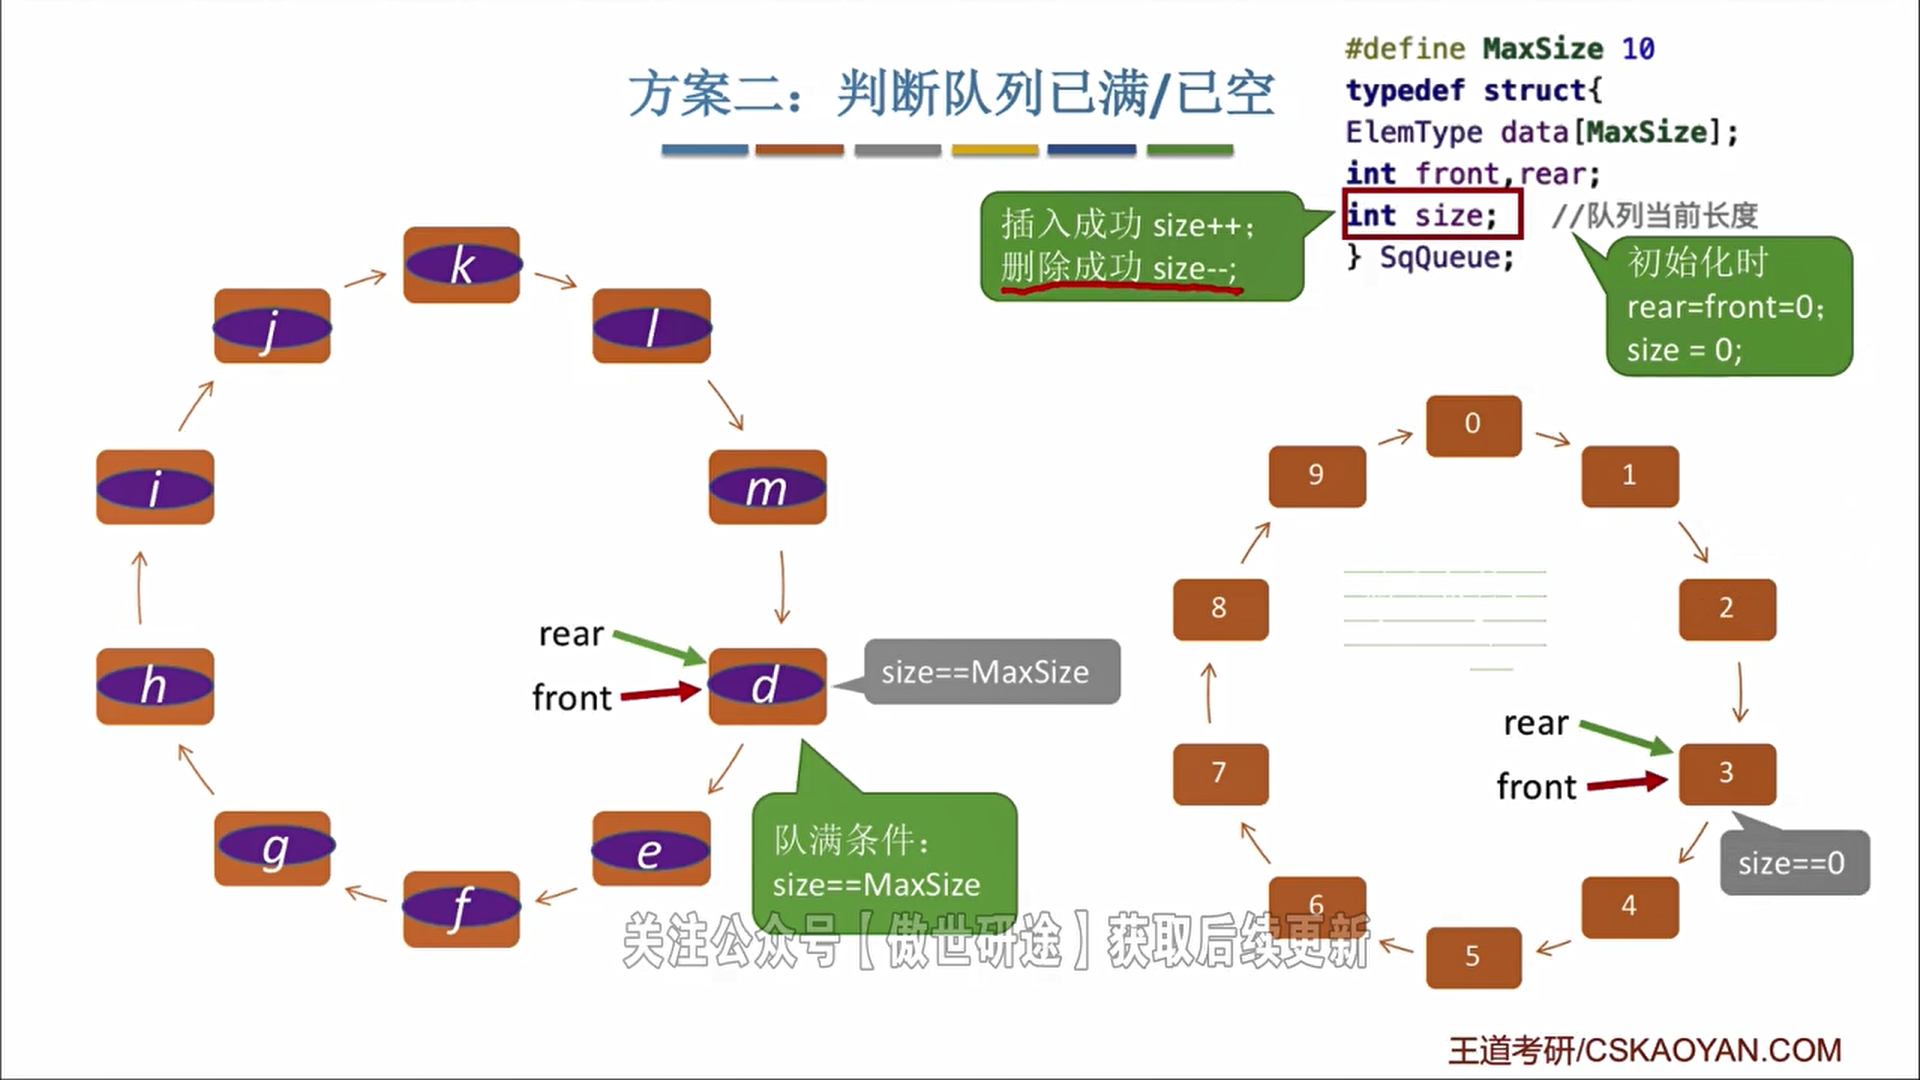 方案二：判断队列已满/已空
#define MaxSize 10
typedef struct{
ElemType data[MaxSize];
int front,rear;
int size; //队列当前长度
} SqQueue;
插入成功 size++；
删除成功 size--;
初始化时
rear=front=0；
size = 0;
k
j
l
i
m
h
d
g
e
f
rear
front
size==MaxSize
队满条件：
size==MaxSize
0
9
1
8
2
7
3
6
4
5
rear
front
size==0
关注公众号【傲世研途】获取后续更新
王道考研/CSKAOYAN.COM